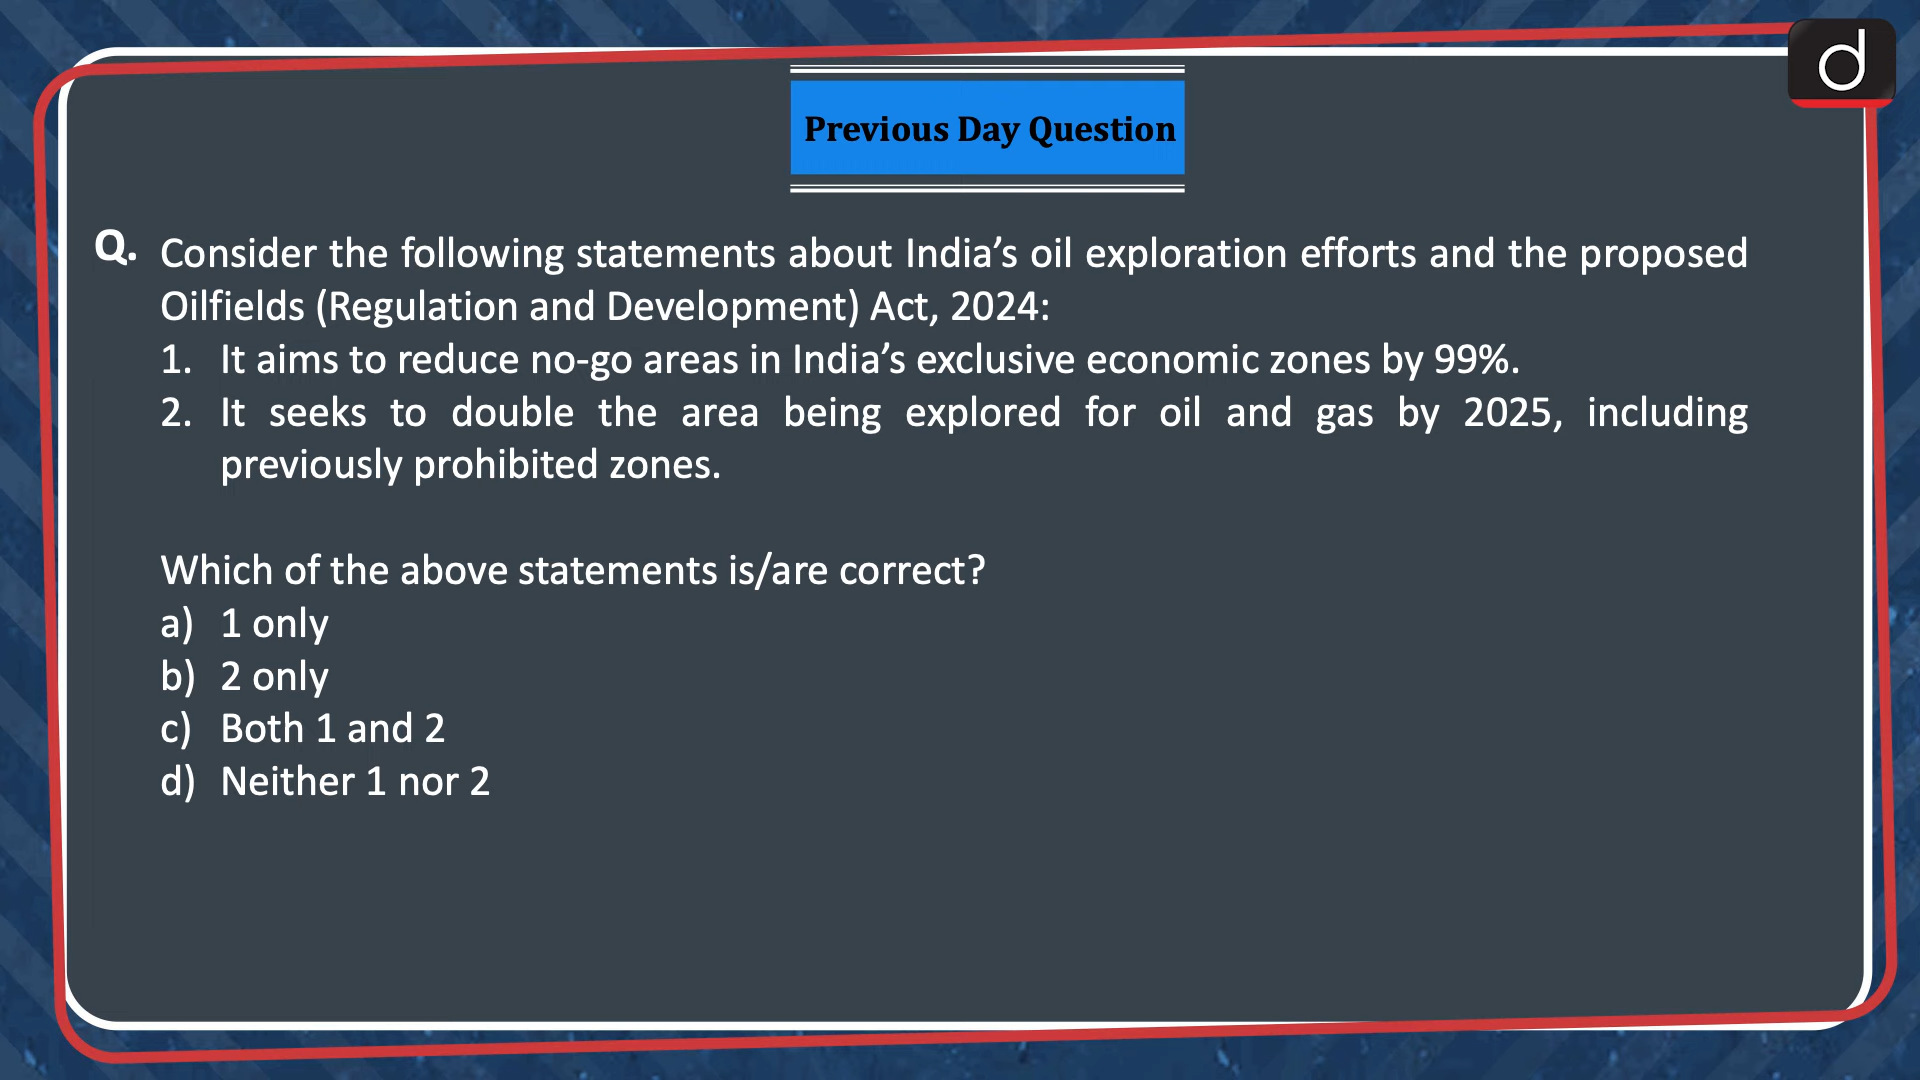 d
Previous Day Question
Q. Consider the following statements about India’s oil exploration efforts and the proposed
Oilfields (Regulation and Development) Act, 2024:
1. It aims to reduce no-go areas in India’s exclusive economic zones by 99%.
2. It seeks to double the area being explored for oil and gas by 2025, including
previously prohibited zones.
Which of the above statements is/are correct?
a) 1 only
b) 2 only
c) Both 1 and 2
d) Neither 1 nor 2